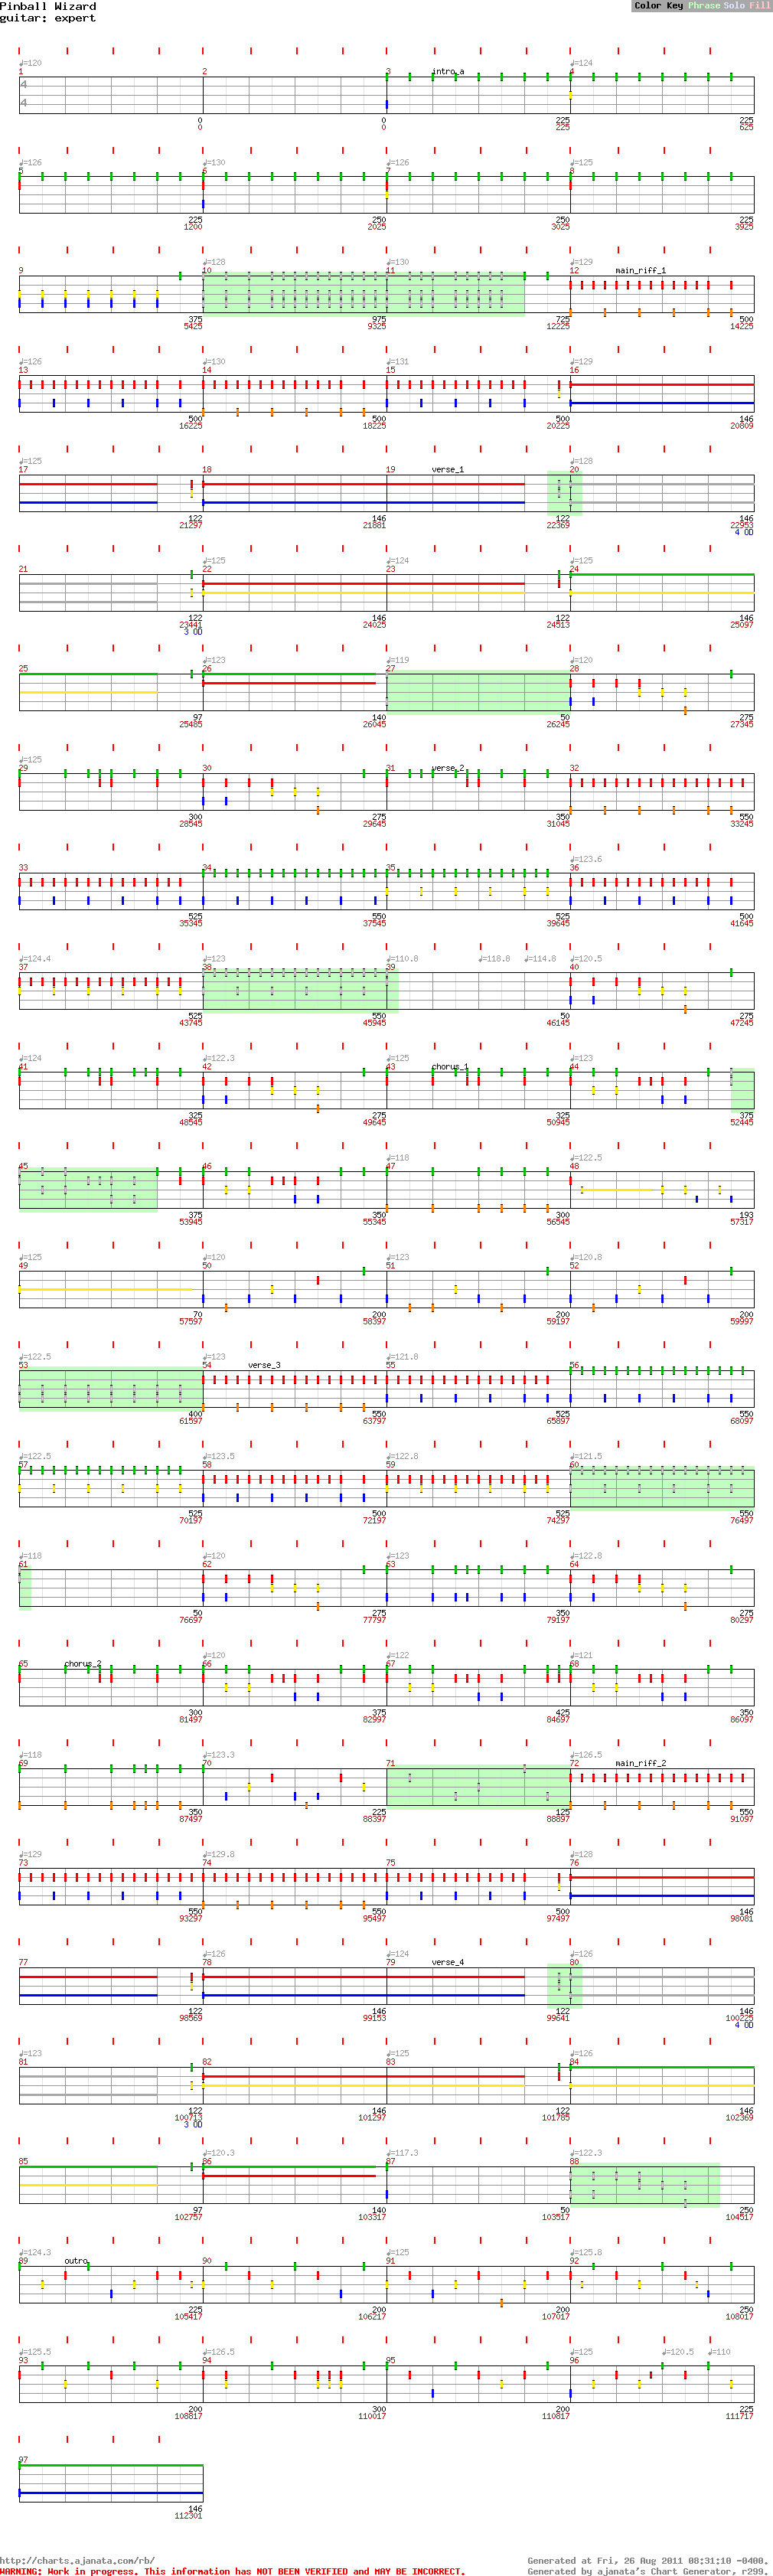 Pinball Wizard
Color Key Phrase Solo Fill
guitar: expert
♩=120 ♩=124
1 2 3 intro_a 4
4
4
0 0 225 225
0 0 225 625
♩=126 ♩=130 ♩=126 ♩=125
5 6 7 8
225 250 250 225
1200 2025 3025 3925
♩=128 ♩=130 ♩=129
9 10 11 12 main_riff_1
375 975 725 500
5425 9325 12225 14225
♩=126 ♩=130 ♩=131 ♩=129
13 14 15 16
500 500 500 146
16225 18225 20225 20809
♩=125 ♩=128
17 18 19 verse_1 20
122 146 122 146
21297 21881 22369 22953
4 OD
♩=125 ♩=124 ♩=125
21 22 23 24
122 146 122 146
23441 24025 24513 25097
3 OD
♩=123 ♩=119 ♩=120
25 26 27 28
97 140 50 275
25485 26045 26245 27345
♩=125
29 30 31 verse_2 32
300 275 350 550
28545 29645 31045 33245
♩=123.6
33 34 35 36
525 550 525 500
35345 37545 39645 41645
♩=124.4 ♩=123 ♩=110.8 ♩=118.8 ♩=114.8 ♩=120.5
37 38 39 40
525 550 50 275
43745 45945 46145 47245
♩=124 ♩=122.3 ♩=125 ♩=123
41 42 43 chorus_1 44
325 275 325 375
48545 49645 50945 52445
♩=118 ♩=122.5
45 46 47 48
375 350 300 193
53945 55345 56545 57317
♩=125 ♩=120 ♩=123 ♩=120.8
49 50 51 52
70 200 200 200
57597 58397 59197 59997
♩=122.5 ♩=123 ♩=121.8
53 54 verse_3 55 56
400 550 525 550
61597 63797 65897 68097
♩=122.5 ♩=123.5 ♩=122.8 ♩=121.5
57 58 59 60
525 500 525 550
70197 72197 74297 76497
♩=118 ♩=120 ♩=123 ♩=122.8
61 62 63 64
50 275 350 275
76697 77797 79197 80297
♩=120 ♩=122 ♩=121
65 chorus_2 66 67 68
300 375 425 350
81497 82997 84697 86097
♩=118 ♩=123.3 ♩=126.5
69 70 71 72 main_riff_2
350 225 125 550
87497 88397 88897 91097
♩=129 ♩=129.8 ♩=128
73 74 75 76
550 550 500 146
93297 95497 97497 98081
♩=126 ♩=124 ♩=126
77 78 79 verse_4 80
122 146 122 146
98569 99153 99641 100225
4 OD
♩=123 ♩=125 ♩=126
81 82 83 84
122 146 122 146
100713 101297 101785 102369
3 OD
♩=120.3 ♩=117.3 ♩=122.3
85 86 87 88
97 140 50 250
102757 103317 103517 104517
♩=124.3 ♩=125 ♩=125.8
89 outro 90 91 92
225 200 200 250
105417 106217 107017 108017
♩=125.5 ♩=126.5 ♩=125 ♩=120.5 ♩=110
93 94 95 96
200 300 200 225
108817 110017 110817 111717
97
146
112301
http://charts.ajanata.com/rb/ Generated at Fri, 26 Aug 2011 08:31:10 -0400.
WARNING: Work in progress. This information has NOT BEEN VERIFIED and MAY BE INCORRECT. Generated by ajanata's Chart Generator, r299.